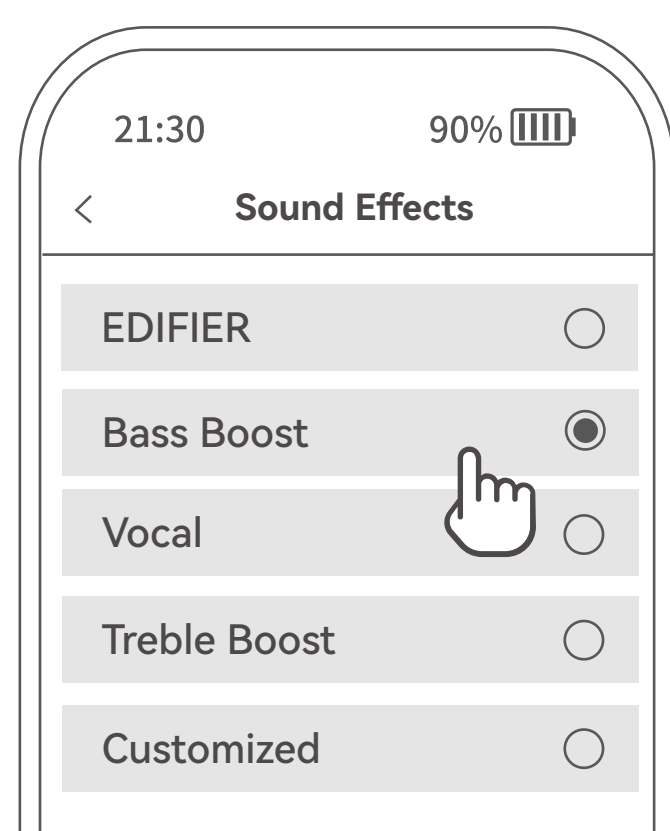 21:30 90%
Sound Effects
EDIFIER
Bass Boost
Vocal
Treble Boost
Customized